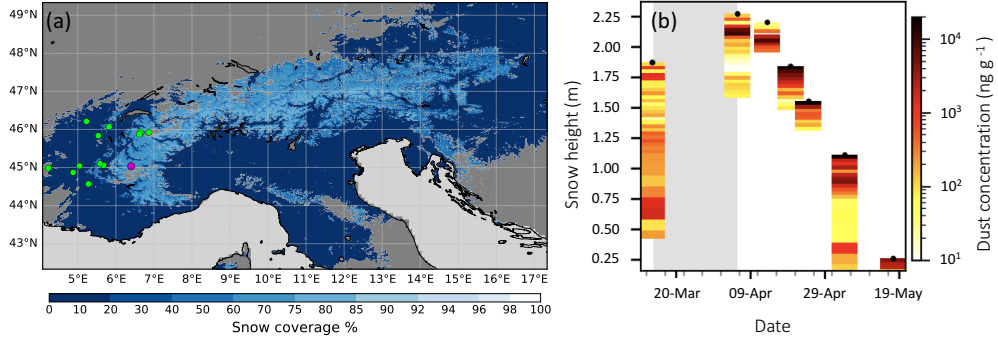 (a)
49°N
48°N
47°N
46°N
45°N
44°N
43°N
5°E 6°E 7°E 8°E 9°E 10°E 11°E 12°E 13°E 14°E 15°E 16°E 17°E
0 10 20 30 40 50 60 70 75 80 85 90 92 94 96 98 100
Snow coverage %
(b)
Snow height (m)
2.25
2.00
1.75
1.50
1.25
1.00
0.75
0.50
0.25
20-Mar 09-Apr 29-Apr 19-May
Date
10⁴
10³
10²
10¹
Dust concentration (ng g⁻¹)